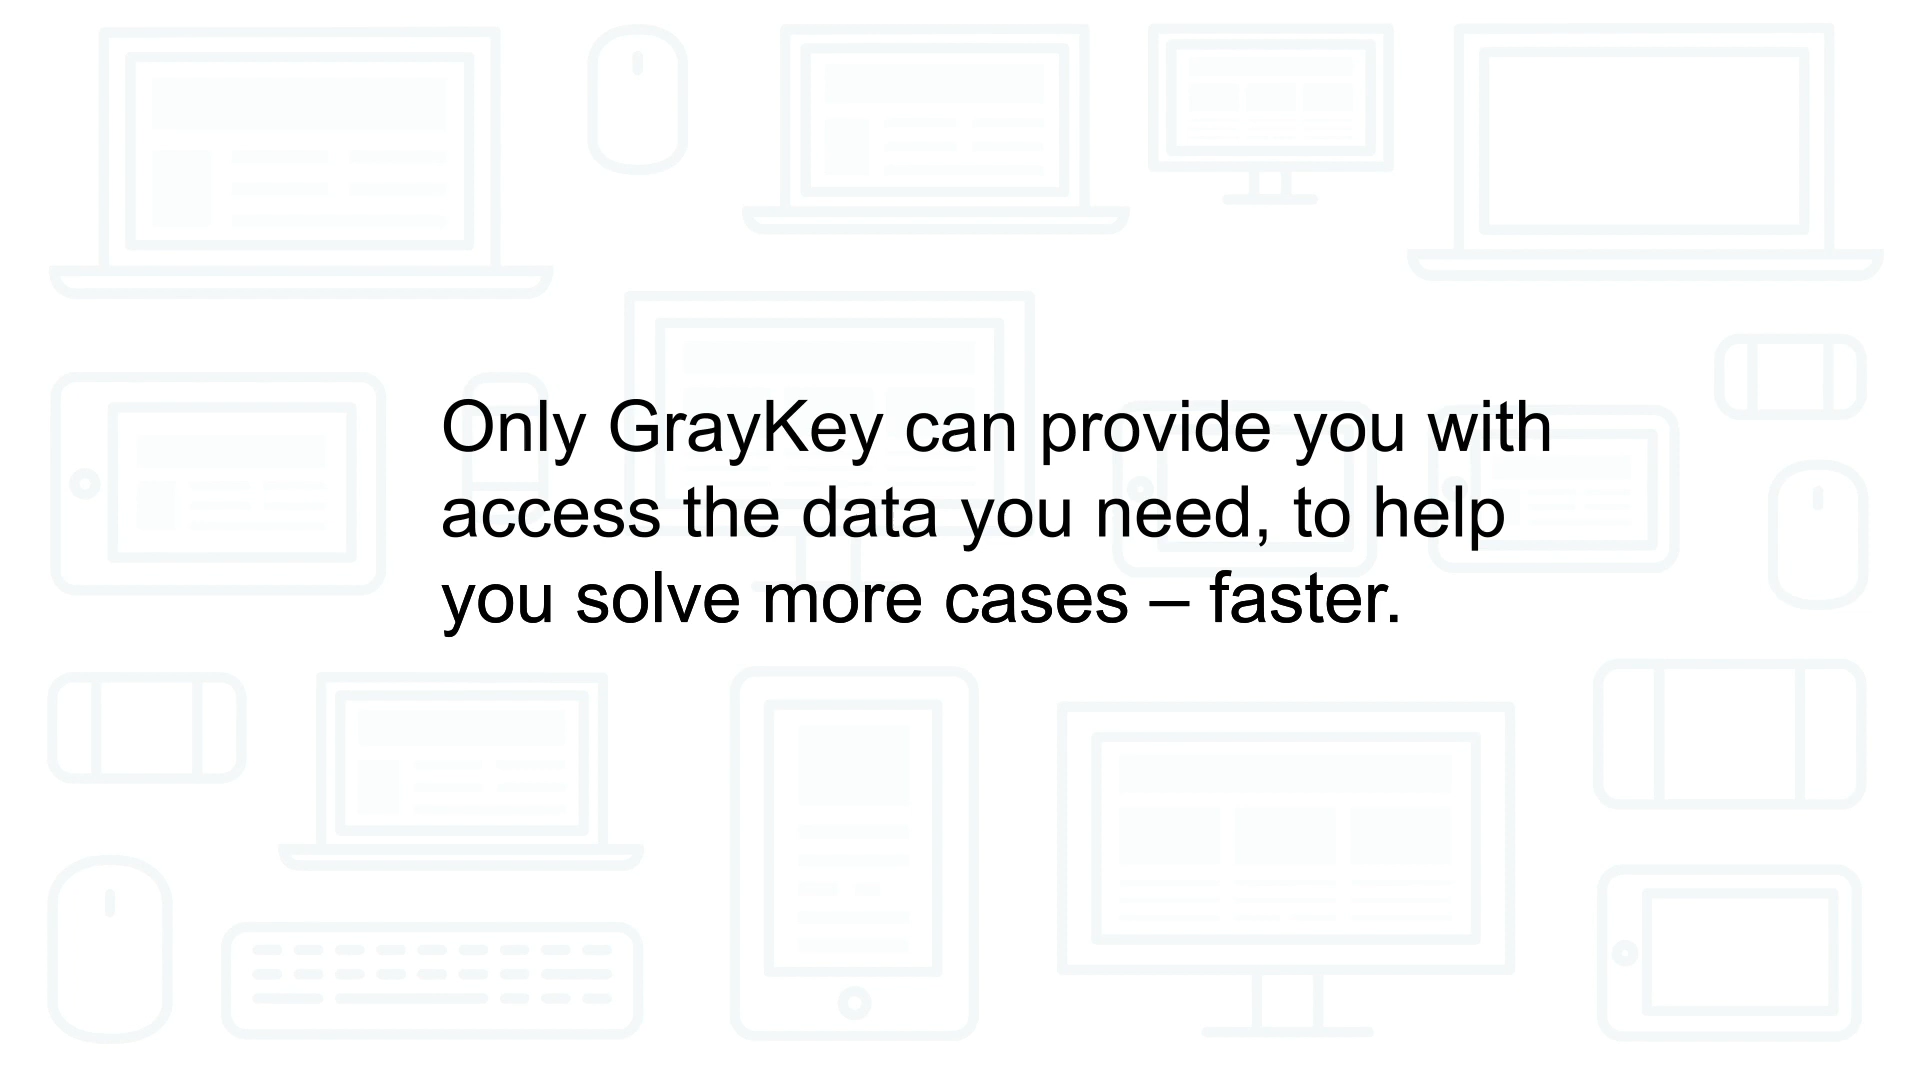 Only GrayKey can provide you with
access the data you need, to help
you solve more cases – faster.